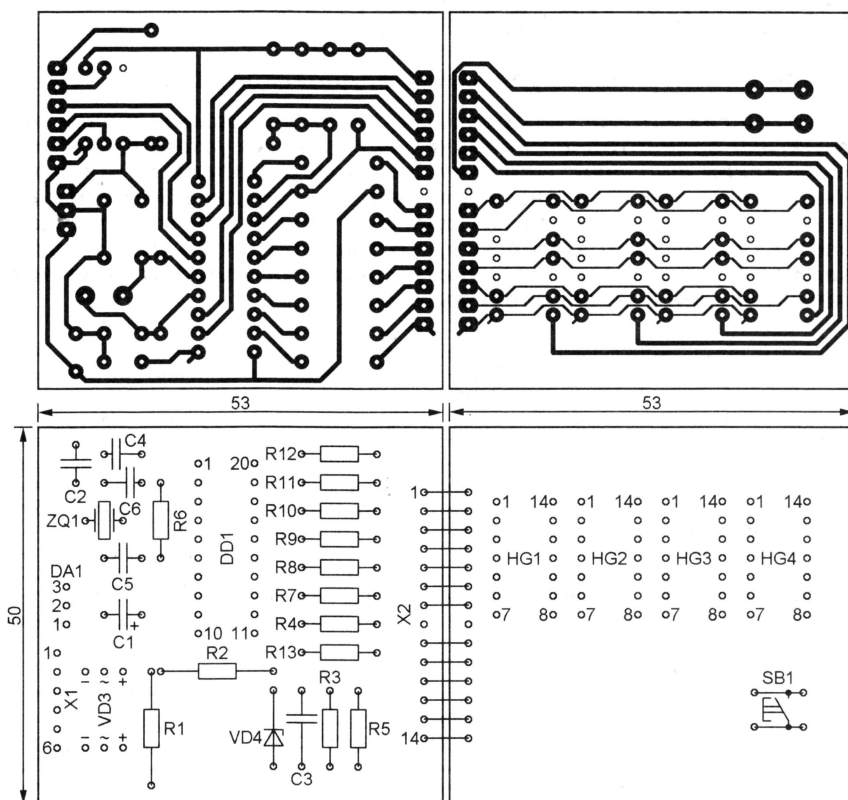 53
53
50
C4
C2
C6
ZQ1
R6
C5
DA1
3
2
1
C1
+
1
20
DD1
10
11
R12
R11
R10
R9
R8
R7
R4
R13
R2
1
X1
6
−
−
VD3
~
~
+
+
R1
VD4
C3
R3
R5
1
X2
14
1
14
HG1
7
8
1
14
HG2
7
8
1
14
HG3
7
8
1
14
HG4
7
8
SB1